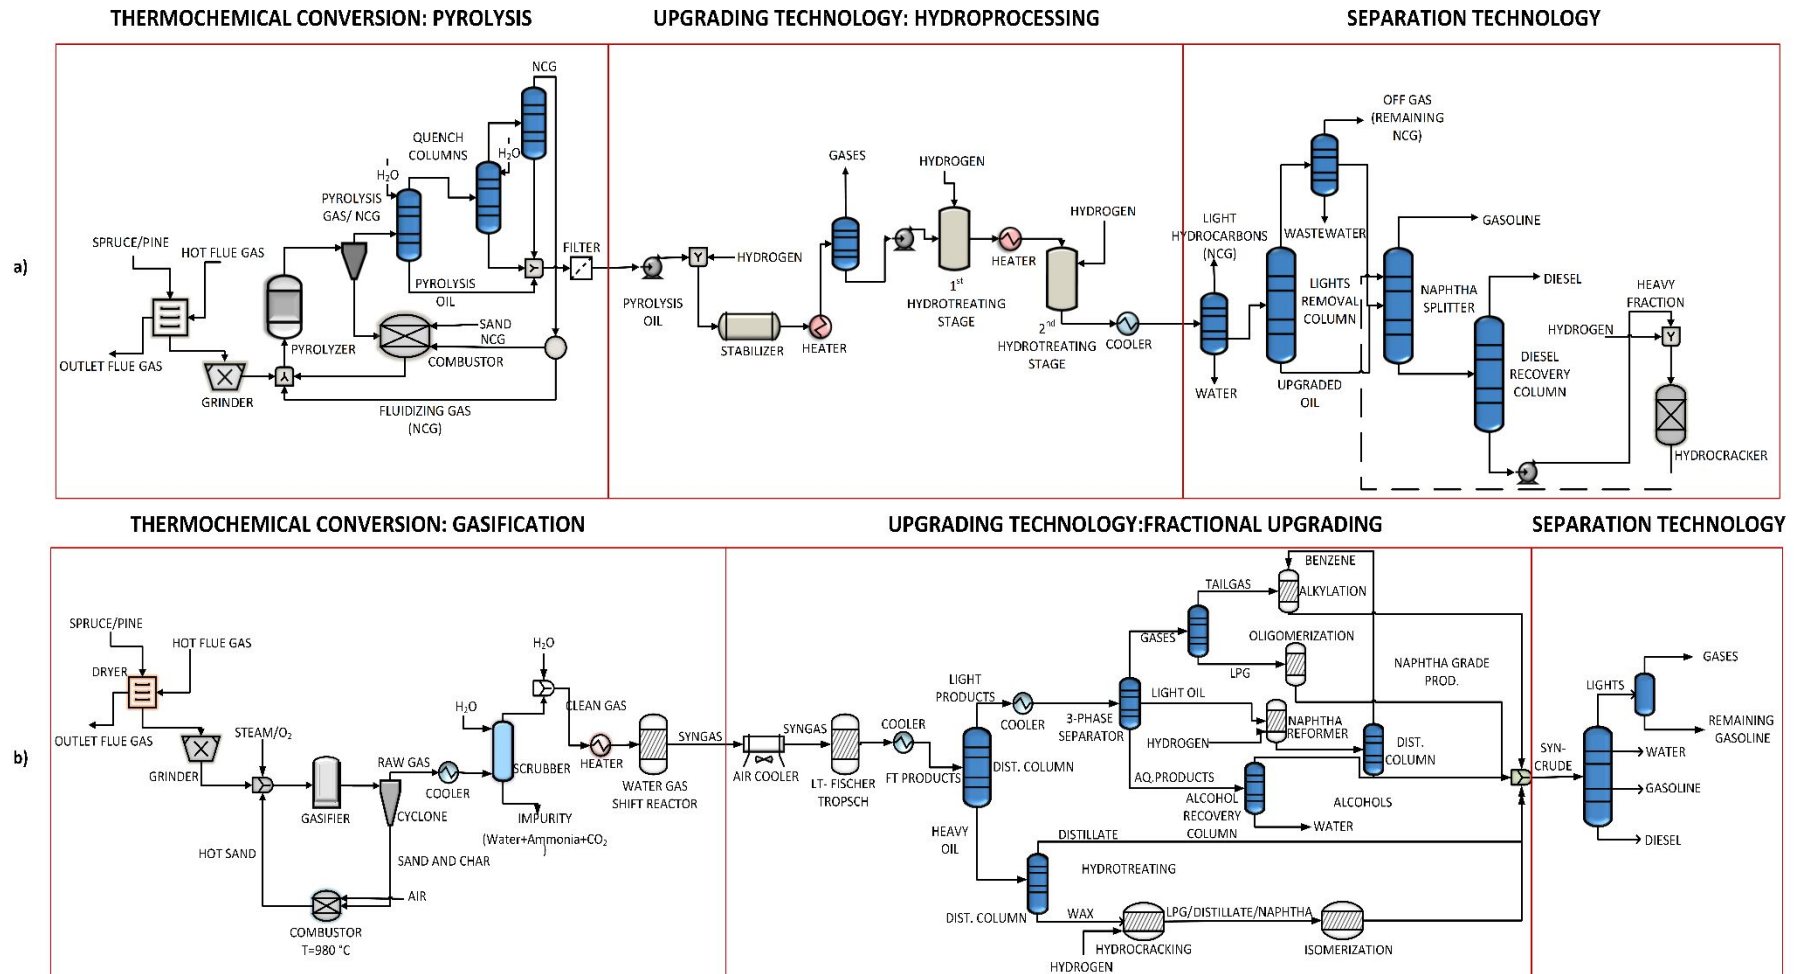 THERMOCHEMICAL CONVERSION: PYROLYSIS
UPGRADING TECHNOLOGY: HYDROPROCESSING
SEPARATION TECHNOLOGY
a)
SPRUCE/PINE
HOT FLUE GAS
OUTLET FLUE GAS
GRINDER
PYROLYZER
PYROLYSIS
GAS/ NCG
H2O
QUENCH
COLUMNS
H2O
NCG
PYROLYSIS
OIL
SAND
NCG
COMBUSTOR
FLUIDIZING GAS
(NCG)
FILTER
PYROLYSIS
OIL
Y
HYDROGEN
STABILIZER
HEATER
GASES
HYDROGEN
1st
HYDROTREATING
STAGE
HEATER
HYDROGEN
2nd
HYDROTREATING
STAGE
COOLER
LIGHT
HYDROCARBONS
(NCG)
WATER
OFF GAS
(REMAINING
NCG)
WASTEWATER
LIGHTS
REMOVAL
COLUMN
UPGRADED
OIL
GASOLINE
NAPHTHA
SPLITTER
DIESEL
DIESEL
RECOVERY
COLUMN
HEAVY
FRACTION
HYDROGEN
Y
HYDROCRACKER
THERMOCHEMICAL CONVERSION: GASIFICATION
UPGRADING TECHNOLOGY:FRACTIONAL UPGRADING
SEPARATION TECHNOLOGY
b)
SPRUCE/PINE
HOT FLUE GAS
DRYER
OUTLET FLUE GAS
GRINDER
STEAM/O2
GASIFIER
RAW GAS
CYCLONE
COOLER
HOT SAND
SAND AND CHAR
AIR
COMBUSTOR
T=980 °C
H2O
SCRUBBER
IMPURITY
(Water+Ammonia+CO2
)
H2O
CLEAN GAS
HEATER
WATER GAS
SHIFT REACTOR
SYNGAS
AIR COOLER
SYNGAS
LT- FISCHER
TROPSCH
COOLER
FT PRODUCTS
LIGHT
PRODUCTS
COOLER
DIST. COLUMN
HEAVY
OIL
GASES
3-PHASE
SEPARATOR
LIGHT OIL
AQ.PRODUCTS
TAILGAS
LPG
BENZENE
ALKYLATION
OLIGOMERIZATION
NAPHTHA GRADE
PROD.
HYDROGEN
NAPHTHA
REFORMER
DIST.
COLUMN
ALCOHOL
RECOVERY
COLUMN
ALCOHOLS
WATER
DISTILLATE
HYDROTREATING
DIST. COLUMN
WAX
HYDROGEN
HYDROCRACKING
LPG/DISTILLATE/NAPHTHA
ISOMERIZATION
SYN-
CRUDE
LIGHTS
GASES
REMAINING
GASOLINE
WATER
GASOLINE
DIESEL